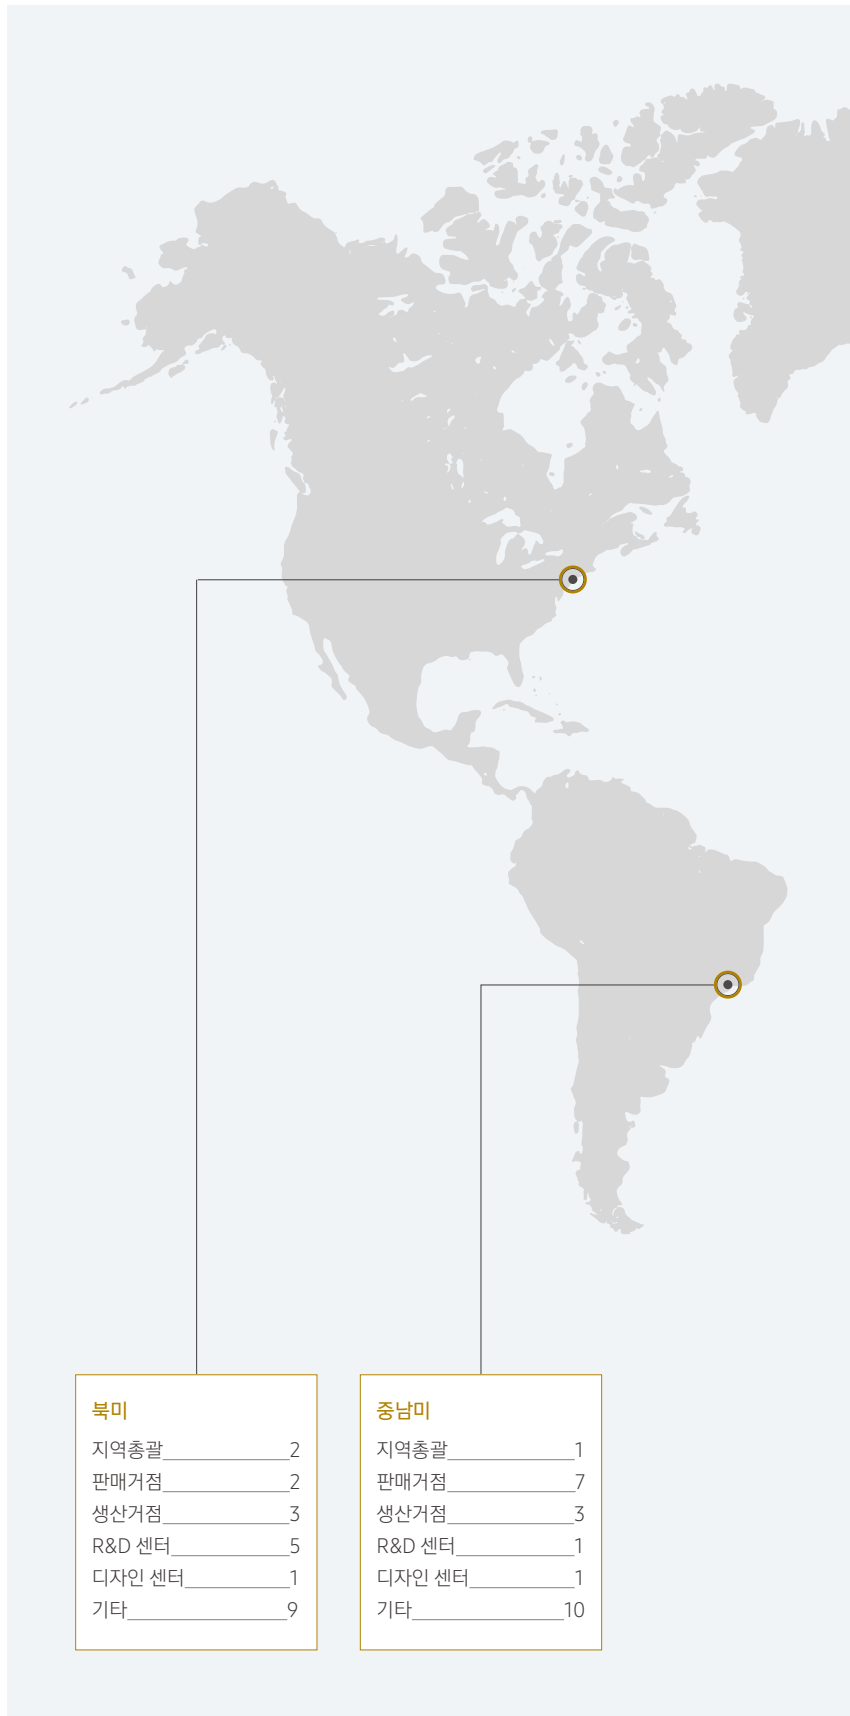 북미
지역총괄 2
판매거점 2
생산거점 3
R&D 센터 5
디자인 센터 1
기타 9
중남미
지역총괄 1
판매거점 7
생산거점 3
R&D 센터 1
디자인 센터 1
기타 10